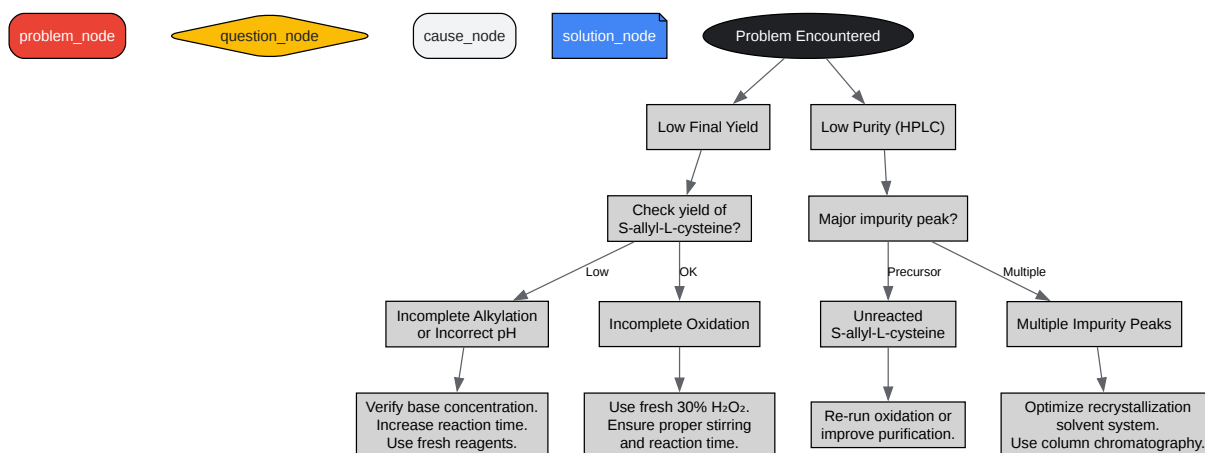 problem_node
question_node
cause_node
solution_node
Problem Encountered
Low Final Yield
Low Purity (HPLC)
Check yield of
S-allyl-L-cysteine?
Major impurity peak?
Low
OK
Precursor
Multiple
Incomplete Alkylation
or Incorrect pH
Incomplete Oxidation
Unreacted
S-allyl-L-cysteine
Multiple Impurity Peaks
Verify base concentration.
Increase reaction time.
Use fresh reagents.
Use fresh 30% H₂O₂.
Ensure proper stirring
and reaction time.
Re-run oxidation or
improve purification.
Optimize recrystallization
solvent system.
Use column chromatography.